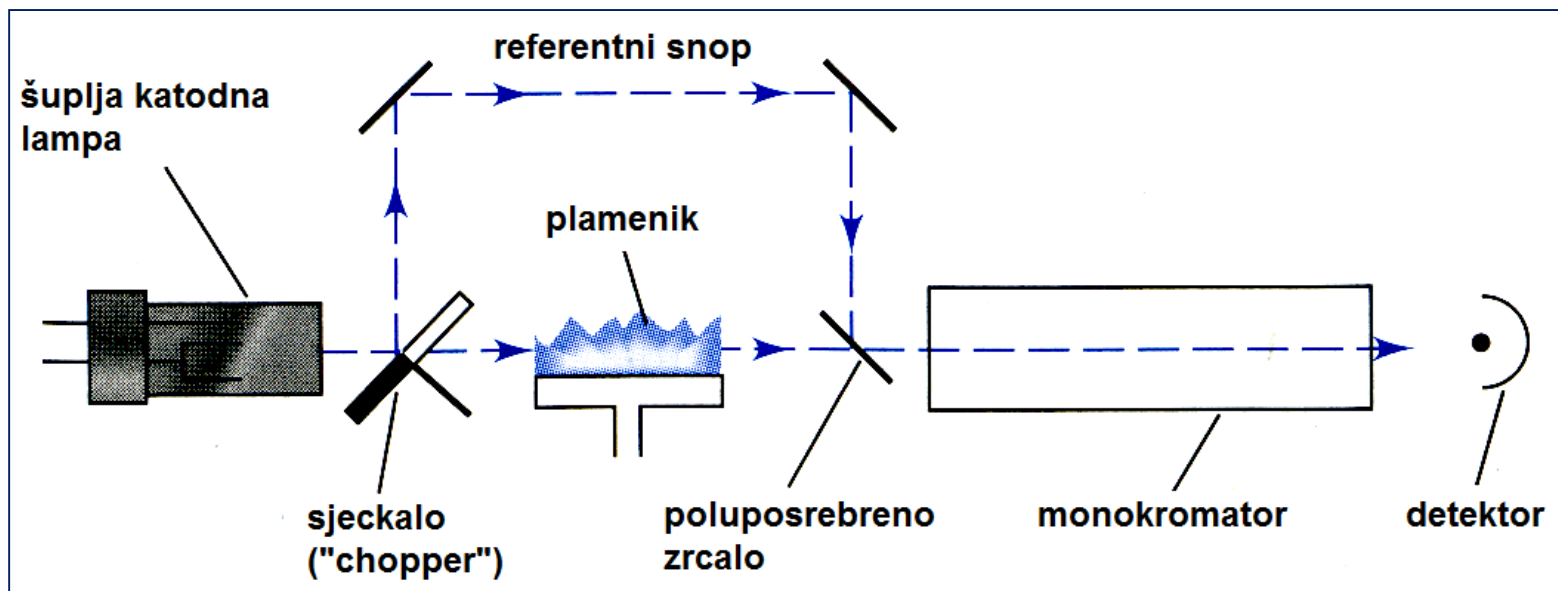 referentni snop
šuplja katodna
lampa
plamenik
sjeckalo
("chopper")
poluposrebreno
zrcalo
monokromator
detektor